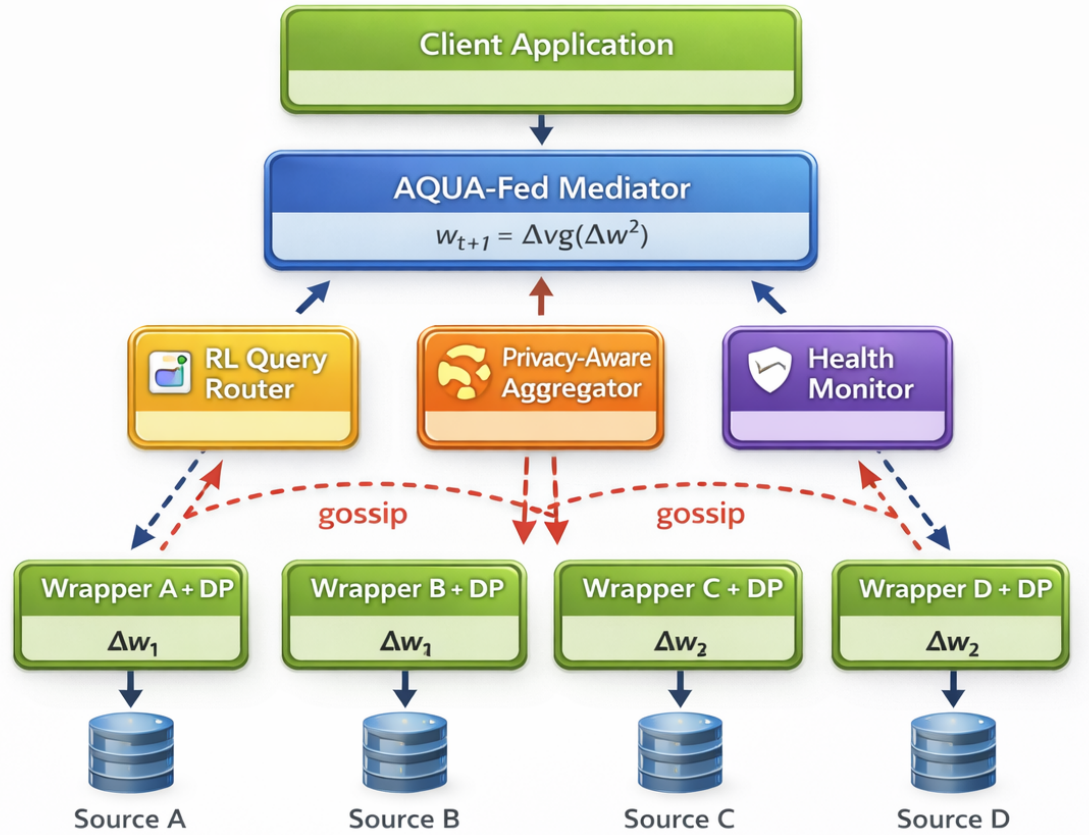 Client Application
AQUA-Fed Mediator
w_{t+1} = Δvg(Δw²)
RL Query
Router
Privacy-Aware
Aggregator
Health
Monitor
gossip
gossip
Wrapper A + DP
Δw₁
Wrapper B + DP
Δw₁
Wrapper C + DP
Δw₂
Wrapper D + DP
Δw₂
Source A
Source B
Source C
Source D